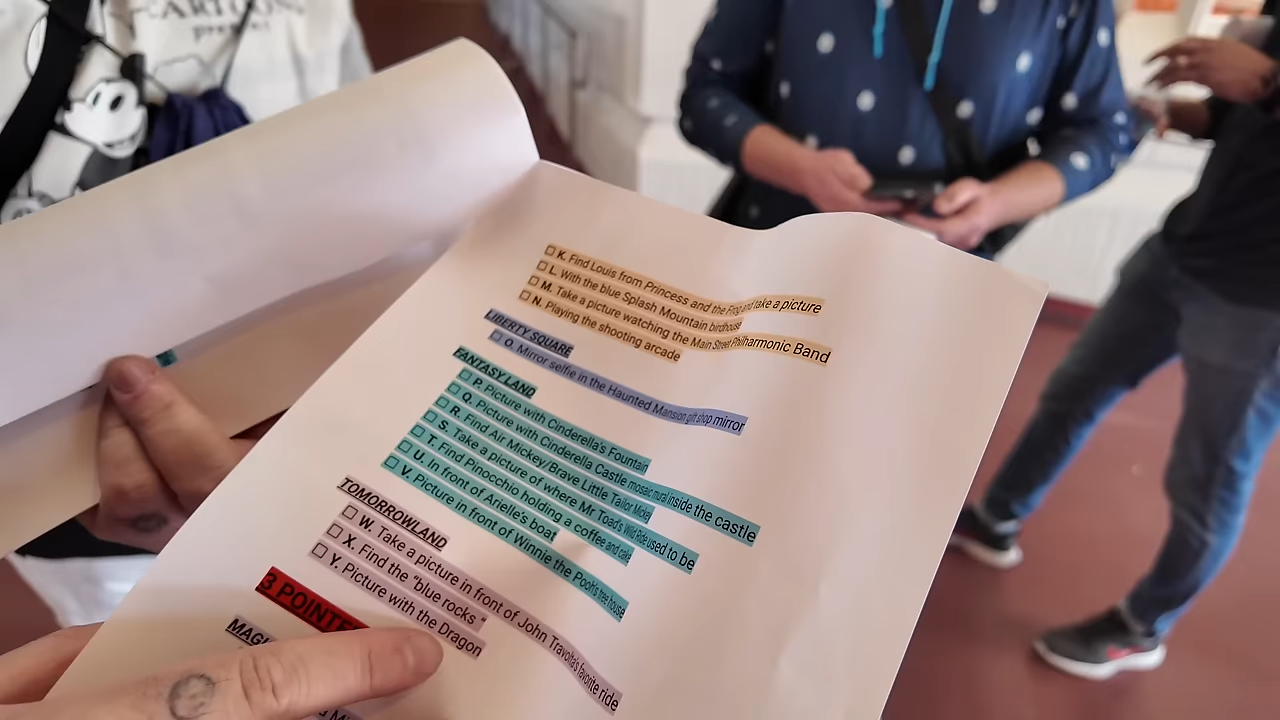 CARTOONS
present
☐ K. Find Louis from Princess and the Frog and take a picture
☐ L. With the blue Splash Mountain birdhouse
☐ M. Take a picture watching the Main Street Philharmonic Band
☐ N. Playing the shooting arcade
LIBERTY SQUARE
☐ O. Mirror selfie in the Haunted Mansion gift shop mirror
FANTASY LAND
☐ P. Picture with Cinderella's Fountain
☐ Q. Picture with Cinderella Castle mosaic mural inside the castle
☐ R. Find Air Mickey/Brave Little Tailor Mickey
☐ S. Take a picture of where Mr Toad's Wild Ride used to be
☐ T. Find Pinocchio holding a coffee and cake
☐ U. In front of Arielle's boat
☐ V. Picture in front of Winnie the Pooh's tree house
TOMORROWLAND
☐ W. Take a picture in front of John Travolta's favorite ride
☐ X. Find the "blue rocks "
☐ Y. Picture with the Dragon
3 POINTE
MAGI